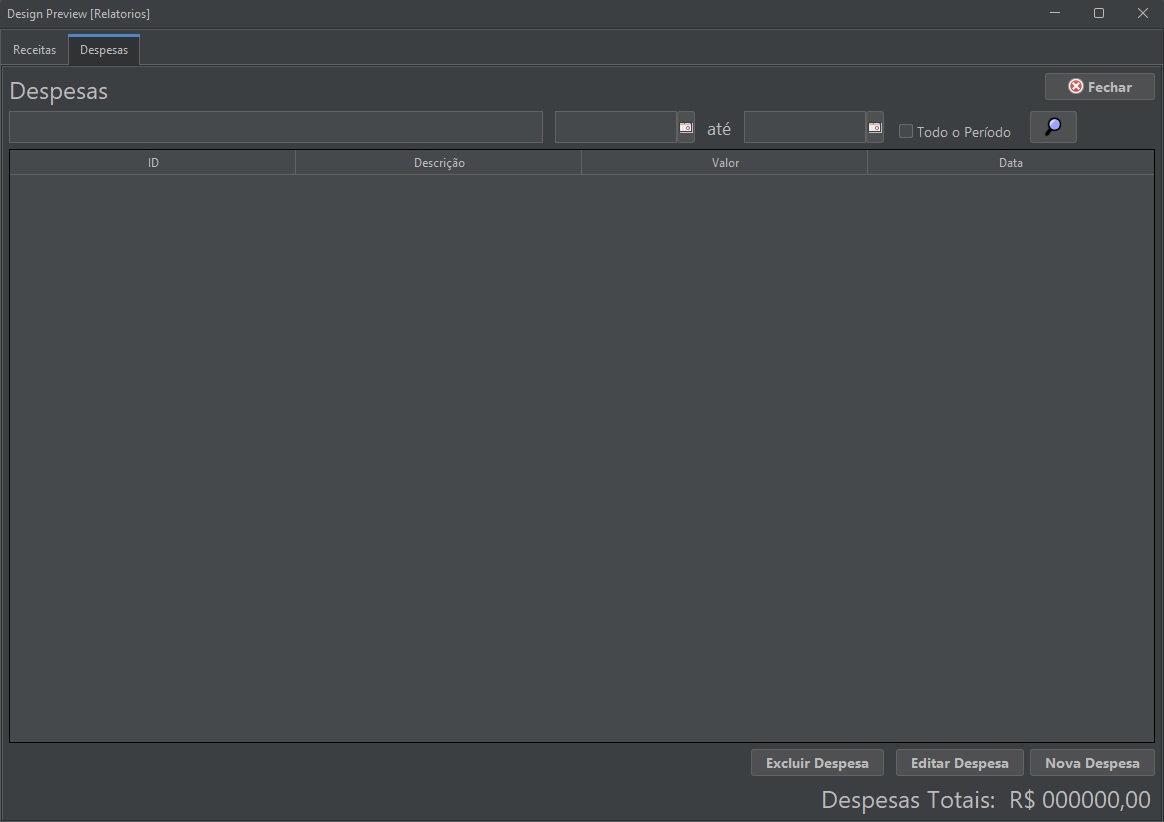 Design Preview [Relatorios]
Receitas Despesas
Despesas Fechar
até Todo o Período
ID Descrição Valor Data
Excluir Despesa Editar Despesa Nova Despesa
Despesas Totais: R$ 000000,00